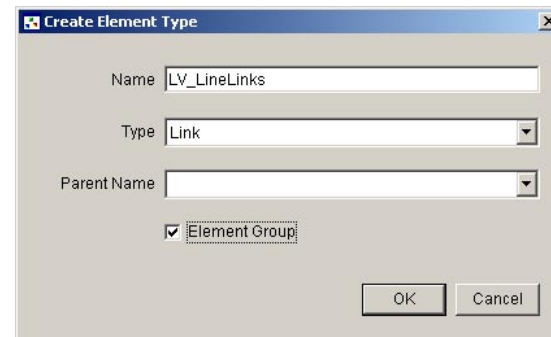 Create Element Type
Name LV_LineLinks
Type Link
Parent Name
Element Group
OK Cancel